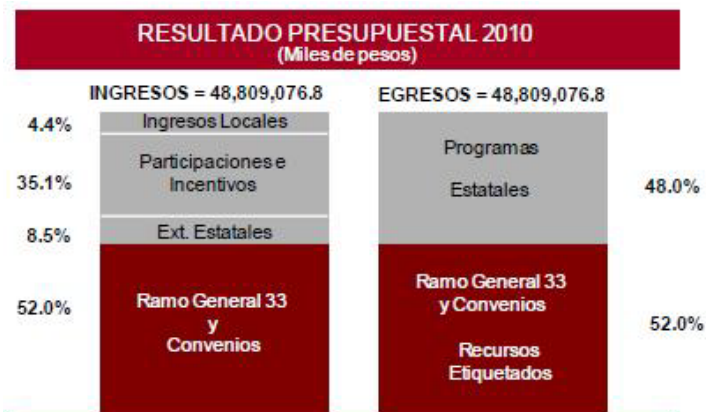 RESULTADO PRESUPUESTAL 2010
(Miles de pesos)
INGRESOS = 48,809,076.8
EGRESOS = 48,809,076.8
4.4%
Ingresos Locales
35.1%
Participaciones e
Incentivos
8.5%
Ext. Estatales
52.0%
Ramo General 33
y
Convenios
Programas
Estatales
48.0%
Ramo General 33
y Convenios
Recursos
Etiquetados
52.0%